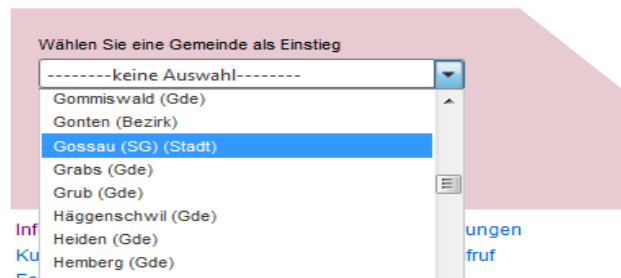 Wählen Sie eine Gemeinde als Einstieg
--------keine Auswahl--------
Gommiswald (Gde)
Gonten (Bezirk)
Gossau (SG) (Stadt)
Grabs (Gde)
Grub (Gde)
Häggenschwil (Gde)
Inf ungen
Heiden (Gde)
Ku fruf
Hemberg (Gde)